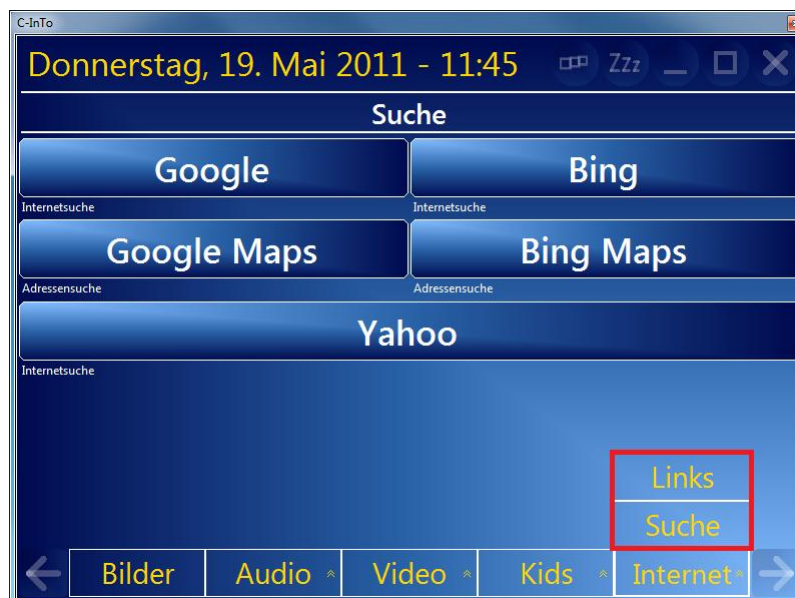 C-InTo
Donnerstag, 19. Mai 2011 - 11:45 Zzz
Suche
Google Bing
Internetsuche Internetsuche
Google Maps Bing Maps
Adressensuche Adressensuche
Yahoo
Internetsuche
Links
Suche
Bilder Audio Video Kids Internet